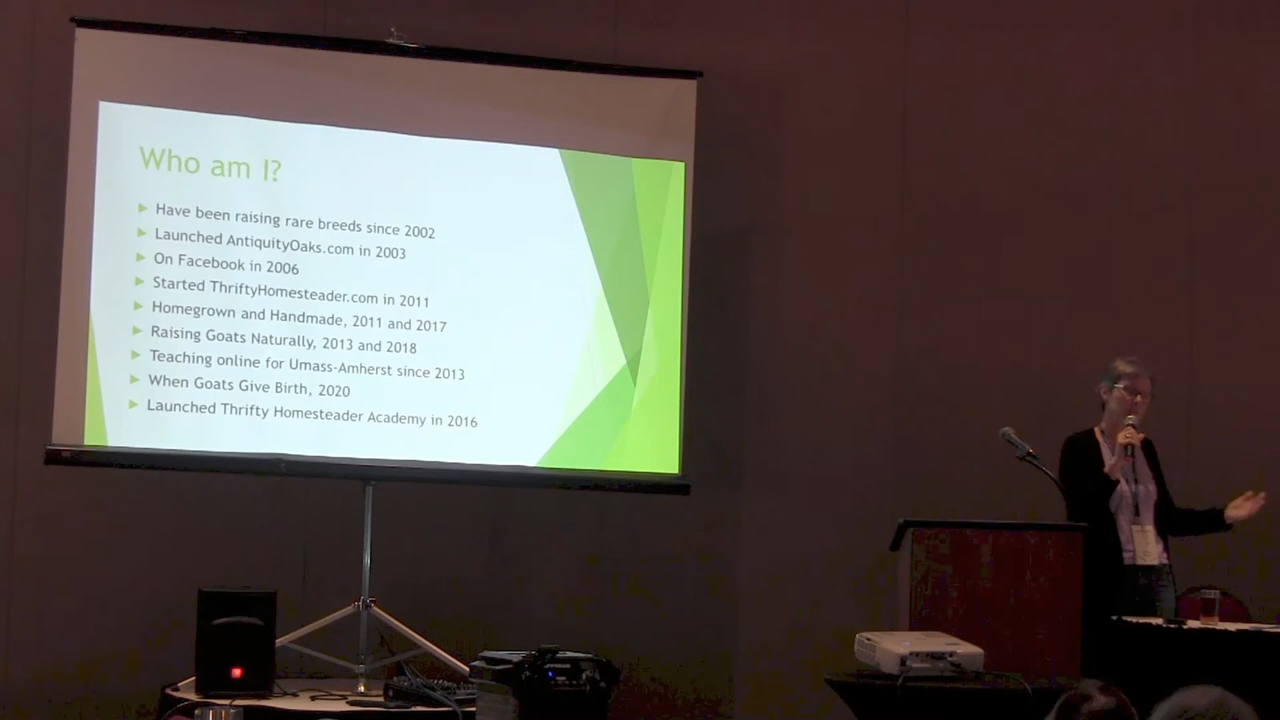 Who am I?
Have been raising rare breeds since 2002
Launched AntiquityOaks.com in 2003
On Facebook in 2006
Started ThriftyHomesteader.com in 2011
Homegrown and Handmade, 2011 and 2017
Raising Goats Naturally, 2013 and 2018
Teaching online for Umass-Amherst since 2013
When Goats Give Birth, 2020
Launched Thrifty Homesteader Academy in 2016